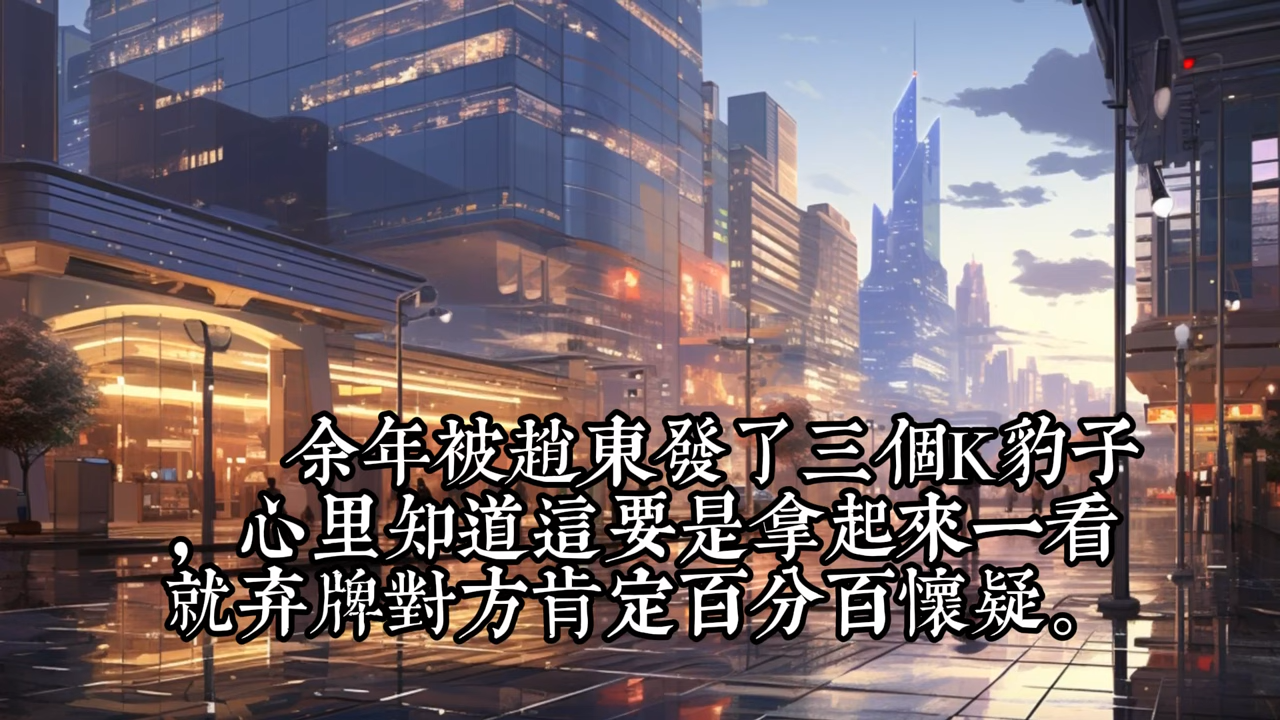 余年被趙東發了三個K豹子
，心里知道這要是拿起來一看
就弃牌對方肯定百分百懷疑。